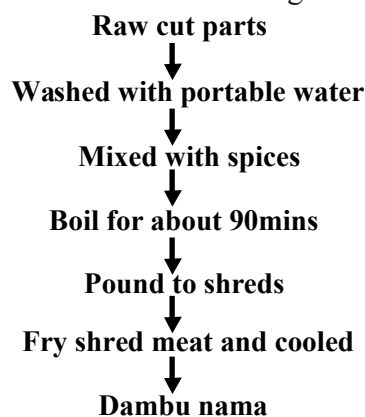 Raw cut parts
Washed with portable water
Mixed with spices
Boil for about 90mins
Pound to shreds
Fry shred meat and cooled
Dambu nama